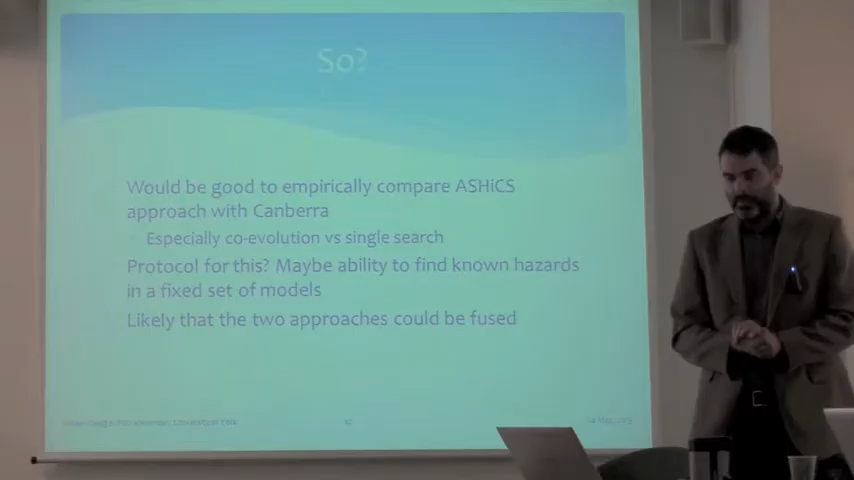 So?
Would be good to empirically compare ASHiCS
approach with Canberra
Especially co-evolution vs single search
Protocol for this? Maybe ability to find known hazards
in a fixed set of models
Likely that the two approaches could be fused